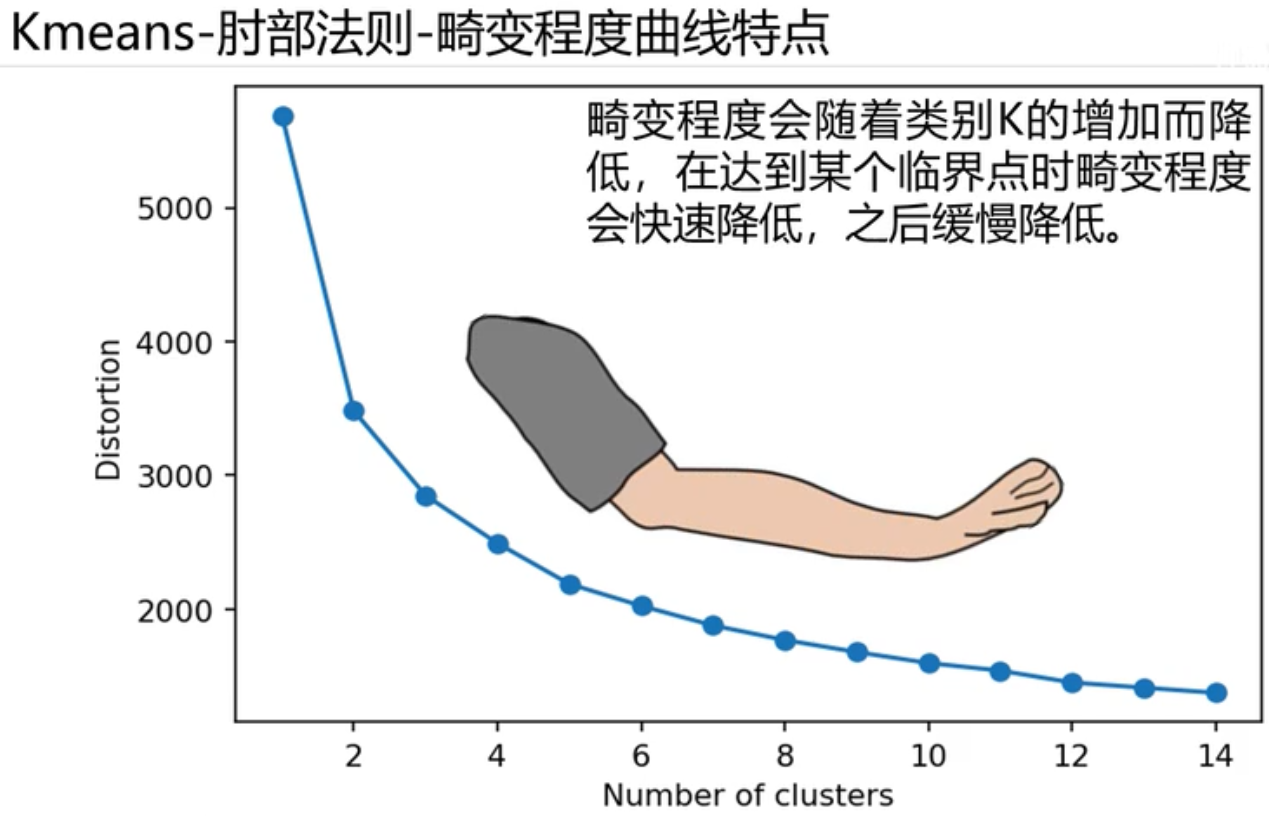 Kmeans-肘部法则-畸变程度曲线特点
畸变程度会随着类别K的增加而降
低，在达到某个临界点时畸变程度
会快速降低，之后缓慢降低。
5000
4000
3000
2000
Distortion
2 4 6 8 10 12 14
Number of clusters